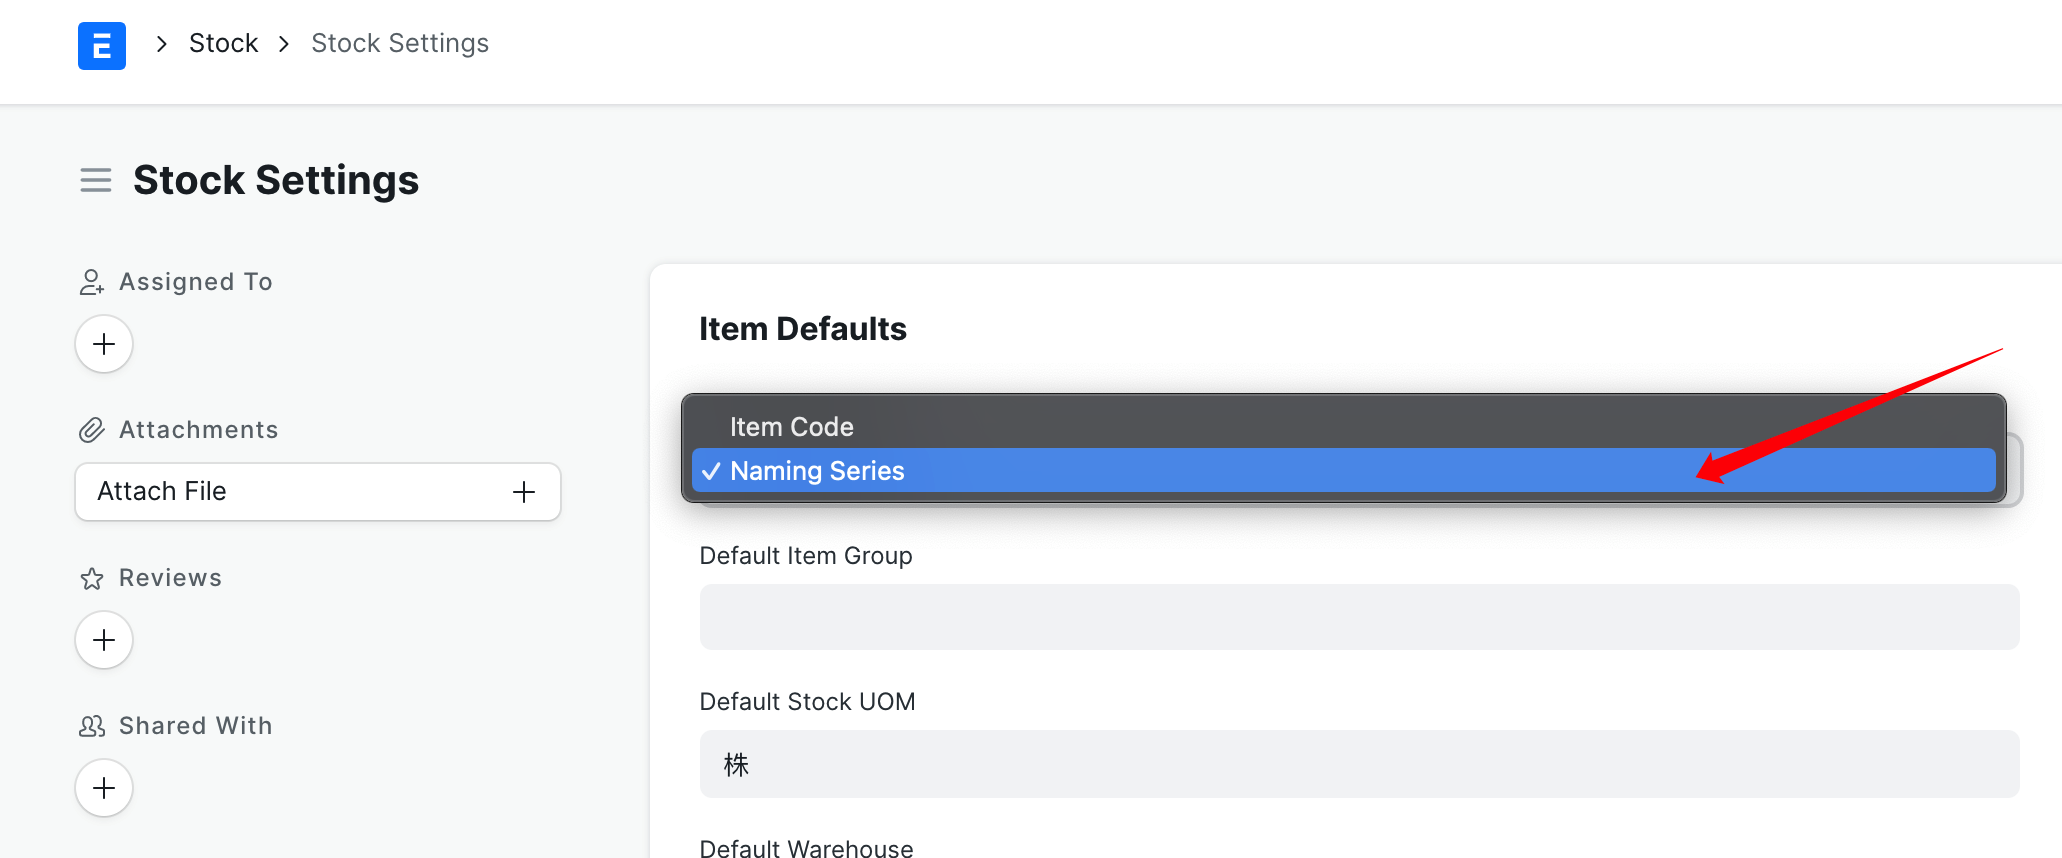 E
Stock
Stock Settings
Stock Settings
Assigned To
Attachments
Attach File
Reviews
Shared With
Item Defaults
Item Code
Naming Series
Default Item Group
Default Stock UOM
株
Default Warehouse